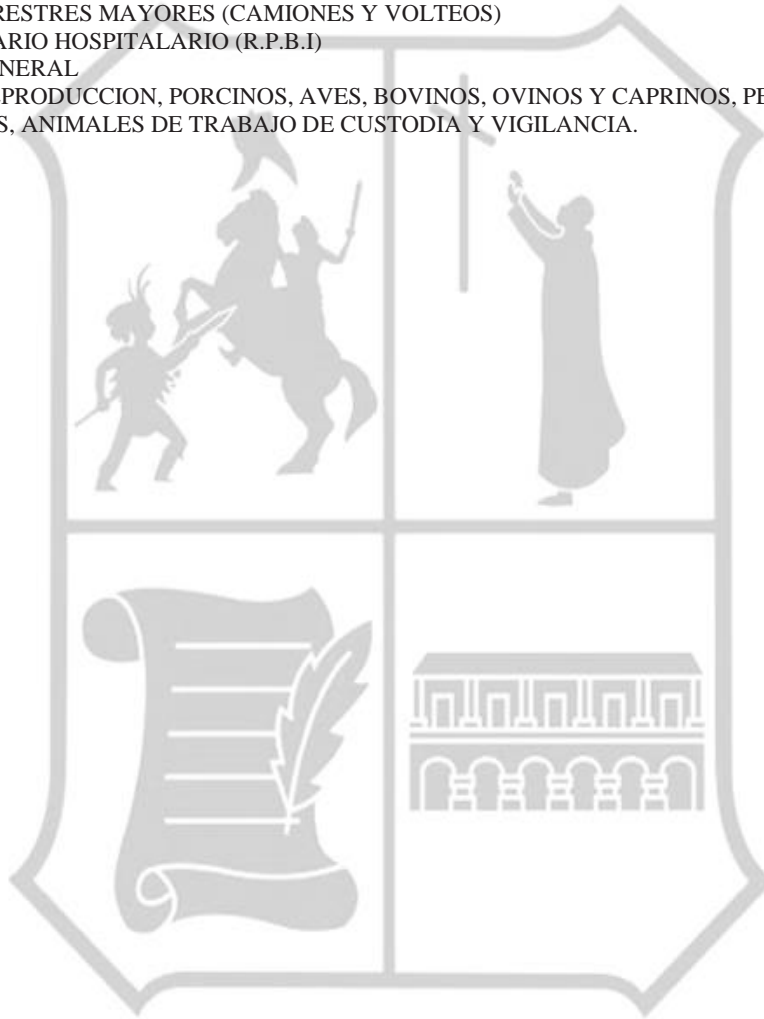 RESTRES MAYORES (CAMIONES Y VOLTEOS)
ARIO HOSPITALARIO (R.P.B.I)
NERAL
PRODUCCION, PORCINOS, AVES, BOVINOS, OVINOS Y CAPRINOS, PE
S, ANIMALES DE TRABAJO DE CUSTODIA Y VIGILANCIA.